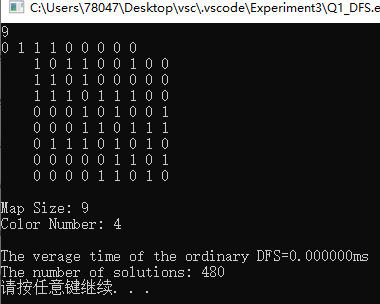 C:\Users\78047\Desktop\vsc\.vscode\Experiment3\Q1_DFS.e
9
0 1 1 1 0 0 0 0 0
1 0 1 1 0 0 1 0 0
1 1 0 1 0 0 0 0 0
1 1 1 0 1 1 1 0 0
0 0 0 1 0 1 0 0 1
0 0 0 1 1 0 1 1 1
0 1 1 1 0 1 0 1 0
0 0 0 0 0 1 1 0 1
0 0 0 0 1 1 0 1 0
Map Size: 9
Color Number: 4
The verage time of the ordinary DFS=0.000000ms
The number of solutions: 480
请按任意键继续. . .